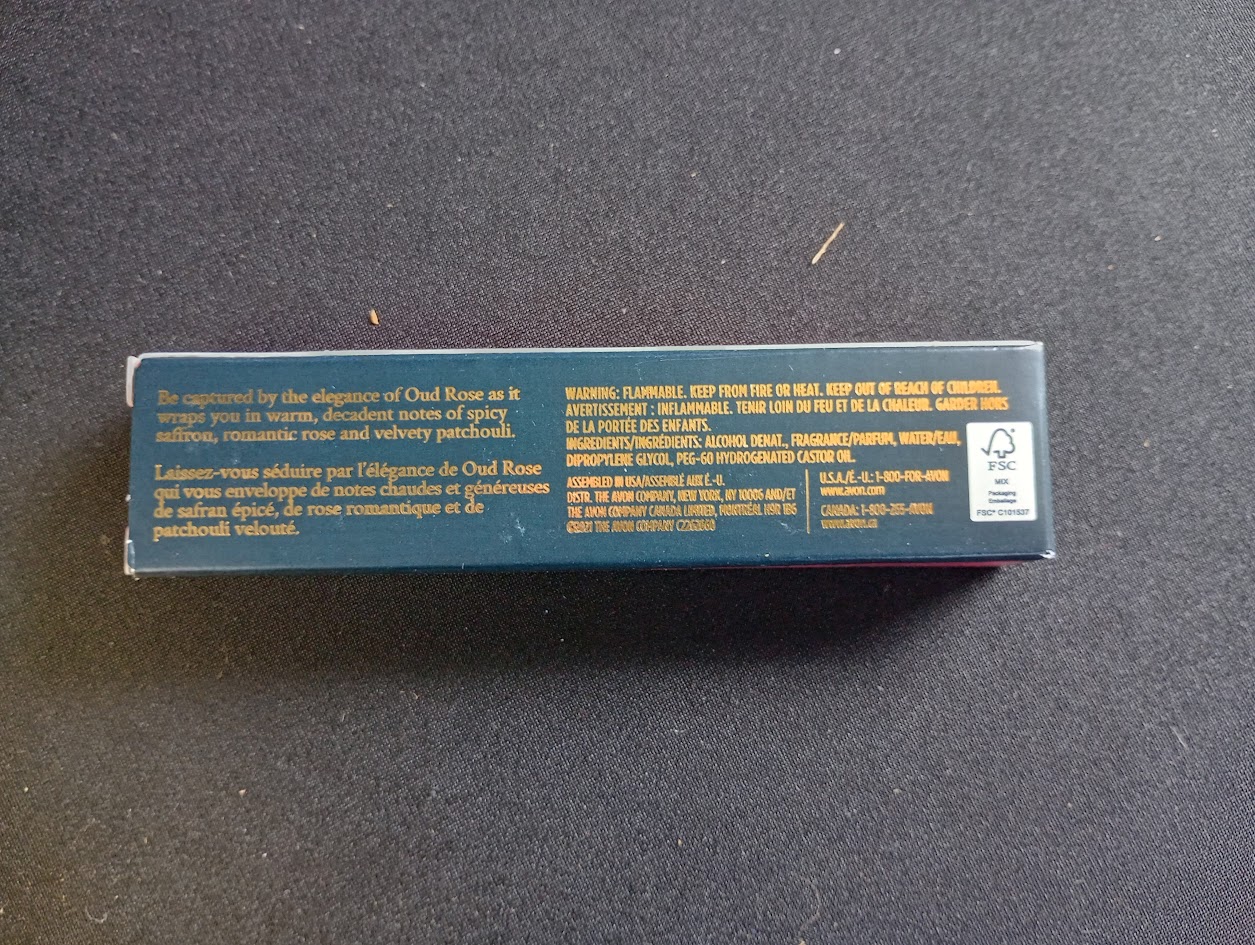 Be captured by the elegance of Oud Rose as it
wraps you in warm, decadent notes of spicy
saffron, romantic rose and velvety patchouli.
Laissez-vous séduire par l'élégance de Oud Rose
qui vous enveloppe de notes chaudes et généreuses
de safran épicé, de rose romantique et de
patchouli velouté.
WARNING: FLAMMABLE. KEEP FROM FIRE OR HEAT. KEEP OUT OF REACH OF CHILDREN.
AVERTISSEMENT : INFLAMMABLE. TENIR LOIN DU FEU ET DE LA CHALEUR. GARDER HORS
DE LA PORTÉE DES ENFANTS.
INGREDIENTS/INGRÉDIENTS: ALCOHOL DENAT., FRAGRANCE/PARFUM, WATER/EAU,
DIPROPYLENE GLYCOL, PEG-60 HYDROGENATED CASTOR OIL.
ASSEMBLED IN USA/ASSEMBLÉ AUX É.-U.
DISTR. THE AVON COMPANY, NEW YORK, NY 10006 AND/ET
THE AVON COMPANY CANADA LIMITED, MONTRÉAL H9R 1B6
©2021 THE AVON COMPANY
U.S.A./É.-U.: 1-800-FOR-AVON
www.avon.com
CANADA: 1-800-265-AVON
www.avon.ca
FSC
MIX
Packaging
Emballage
FSC® C101537